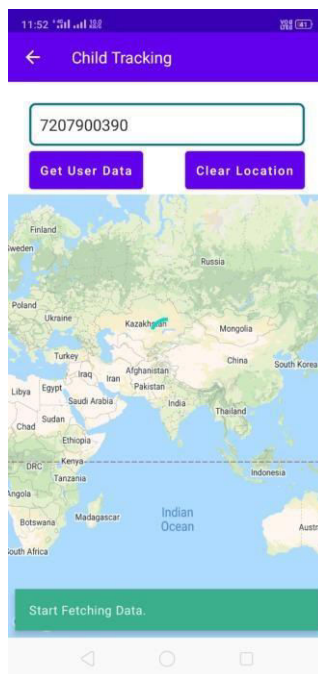 11:52
Child Tracking
7207900390
Get User Data
Clear Location
Finland
Sweden
Russia
Poland
Ukraine
Kazakhstan
Mongolia
Turkey
China
South Korea
Iraq
Iran
Afghanistan
Pakistan
Libya
Egypt
Saudi Arabia
India
Thailand
Chad
Sudan
Ethiopia
DRC
Kenya
Indonesia
Tanzania
Angola
Indian
Ocean
Botswana
Madagascar
Austr
South Africa
Start Fetching Data.